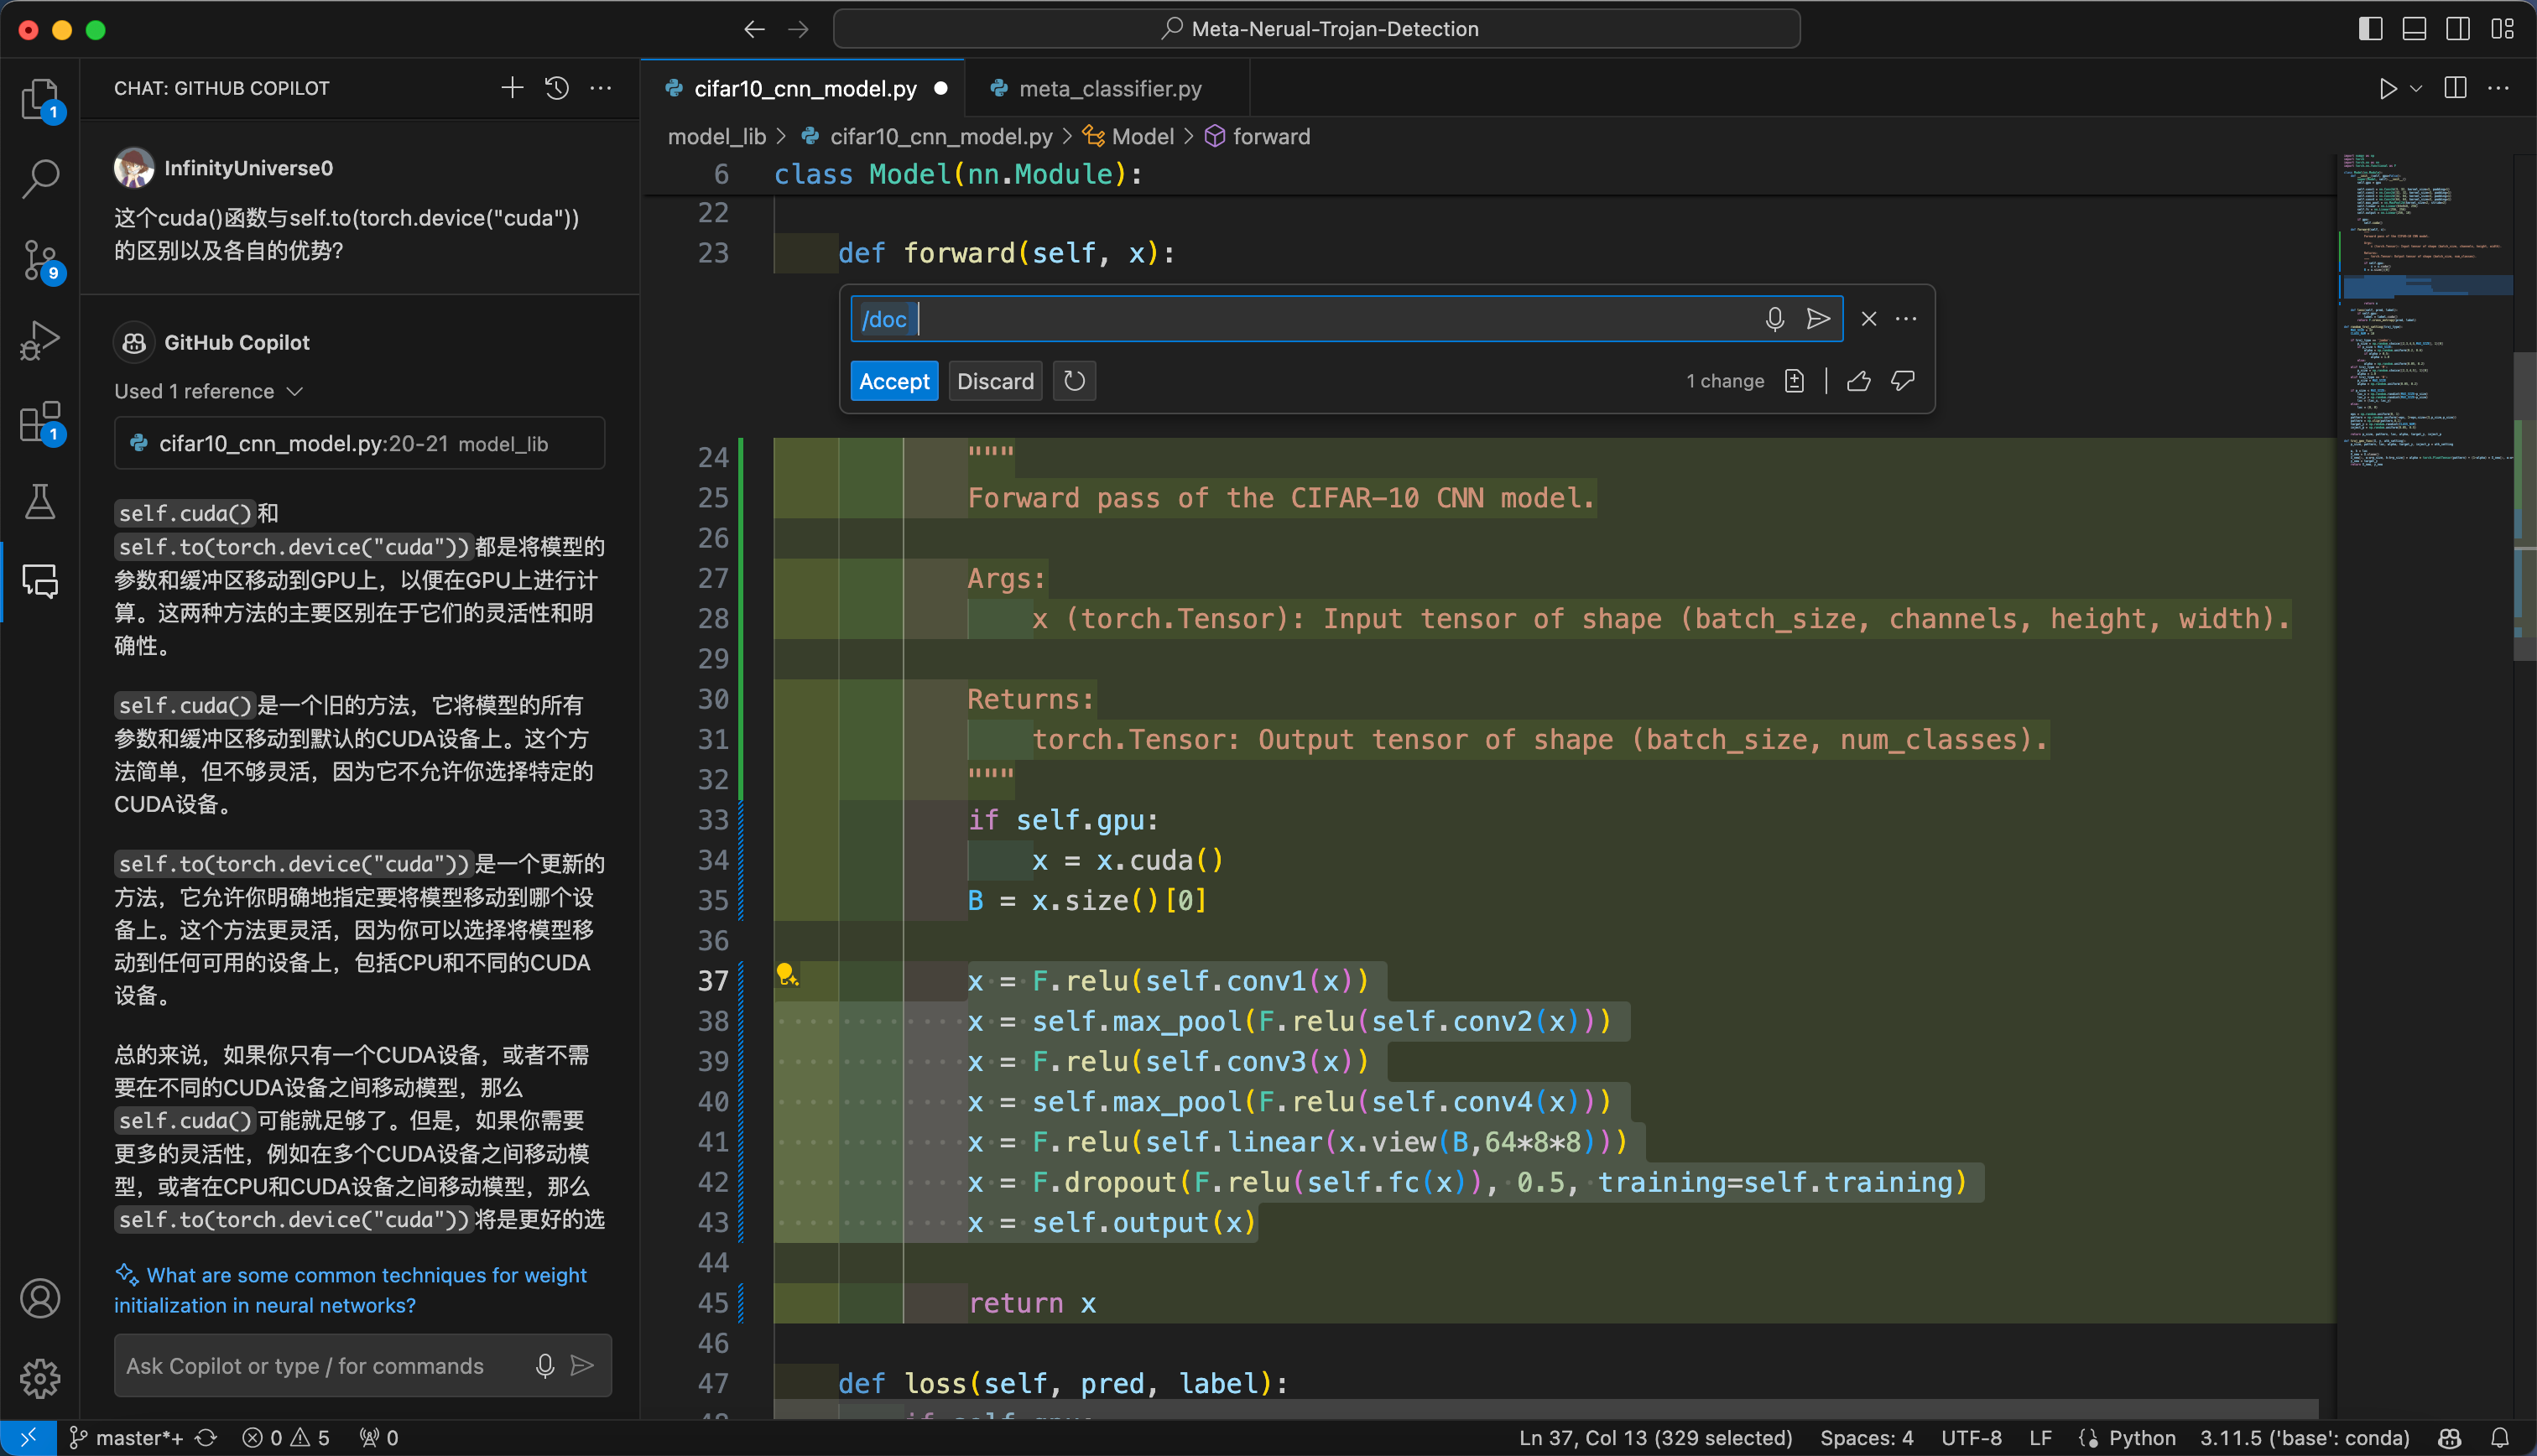 Meta-Nerual-Trojan-Detection
CHAT: GITHUB COPILOT
1
9
1
InfinityUniverse0
这个cuda()函数与self.to(torch.device("cuda"))
的区别以及各自的优势?
GitHub Copilot
Used 1 reference
cifar10_cnn_model.py:20-21 model_lib
self.cuda()和
self.to(torch.device("cuda"))都是将模型的
参数和缓冲区移动到GPU上，以便在GPU上进行计
算。这两种方法的主要区别在于它们的灵活性和明
确性。
self.cuda()是一个旧的方法，它将模型的所有
参数和缓冲区移动到默认的CUDA设备上。这个方
法简单，但不够灵活，因为它不允许你选择特定的
CUDA设备。
self.to(torch.device("cuda"))是一个更新的
方法，它允许你明确地指定要将模型移动到哪个设
备上。这个方法更灵活，因为你可以选择将模型移
动到任何可用的设备上，包括CPU和不同的CUDA
设备。
总的来说，如果你只有一个CUDA设备，或者不需
要在不同的CUDA设备之间移动模型，那么
self.cuda()可能就足够了。但是，如果你需要
更多的灵活性，例如在多个CUDA设备之间移动模
型，或者在CPU和CUDA设备之间移动模型，那么
self.to(torch.device("cuda"))将是更好的选
What are some common techniques for weight
initialization in neural networks?
Ask Copilot or type / for commands
cifar10_cnn_model.py
meta_classifier.py
model_lib > cifar10_cnn_model.py > Model > forward
6 class Model(nn.Module):
22
23 def forward(self, x):
/doc
Accept Discard 1 change
24 """
25 Forward pass of the CIFAR-10 CNN model.
26
27 Args:
28 x (torch.Tensor): Input tensor of shape (batch_size, channels, height, width).
29
30 Returns:
31 torch.Tensor: Output tensor of shape (batch_size, num_classes).
32 """
33 if self.gpu:
34 x = x.cuda()
35 B = x.size()[0]
36
37 x = F.relu(self.conv1(x))
38 x = self.max_pool(F.relu(self.conv2(x)))
39 x = F.relu(self.conv3(x))
40 x = self.max_pool(F.relu(self.conv4(x)))
41 x = F.relu(self.linear(x.view(B,64*8*8)))
42 x = F.dropout(F.relu(self.fc(x)), 0.5, training=self.training)
43 x = self.output(x)
44
45 return x
46
47 def loss(self, pred, label):
master*+ 0 5 0
Ln 37, Col 13 (329 selected) Spaces: 4 UTF-8 LF Python 3.11.5 ('base': conda)